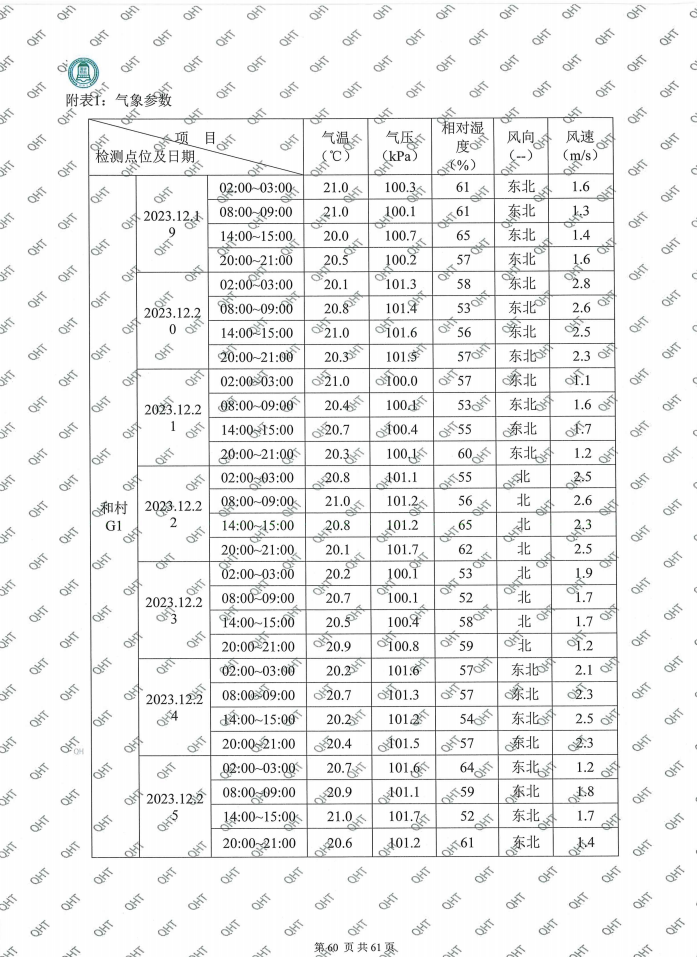 附表1：气象参数
项 目
检测点位及日期
气温（℃）
气压（kPa）
相对湿度（%）
风向（--）
风速（m/s）
和村G1
2023.12.19
02:00~03:00 21.0 100.3 61 东北 1.6
08:00~09:00 21.0 100.1 61 东北 1.3
14:00~15:00 20.0 100.7 65 东北 1.4
20:00~21:00 20.5 100.2 57 东北 1.6
2023.12.20
02:00~03:00 20.1 101.3 58 东北 2.8
08:00~09:00 20.8 101.4 53 东北 2.6
14:00~15:00 21.0 101.6 56 东北 2.5
20:00~21:00 20.3 101.5 57 东北 2.3
2023.12.21
02:00~03:00 21.0 100.0 57 东北 1.1
08:00~09:00 20.4 100.1 53 东北 1.6
14:00~15:00 20.7 100.4 55 东北 1.7
20:00~21:00 20.3 100.1 60 东北 1.2
2023.12.22
02:00~03:00 20.8 101.1 55 北 2.5
08:00~09:00 21.0 101.2 56 北 2.6
14:00~15:00 20.8 101.2 65 北 2.3
20:00~21:00 20.1 101.7 62 北 2.5
2023.12.23
02:00~03:00 20.2 100.1 53 北 1.9
08:00~09:00 20.7 100.1 52 北 1.7
14:00~15:00 20.5 100.4 58 北 1.7
20:00~21:00 20.9 100.8 59 北 1.2
2023.12.24
02:00~03:00 20.2 101.6 57 东北 2.1
08:00~09:00 20.7 101.3 57 东北 2.3
14:00~15:00 20.2 101.2 54 东北 2.5
20:00~21:00 20.4 101.5 57 东北 2.3
2023.12.25
02:00~03:00 20.7 101.6 64 东北 1.2
08:00~09:00 20.9 101.1 59 东北 1.8
14:00~15:00 21.0 101.7 52 东北 1.7
20:00~21:00 20.6 101.2 61 东北 1.4
第 60 页 共 61 页
QHT